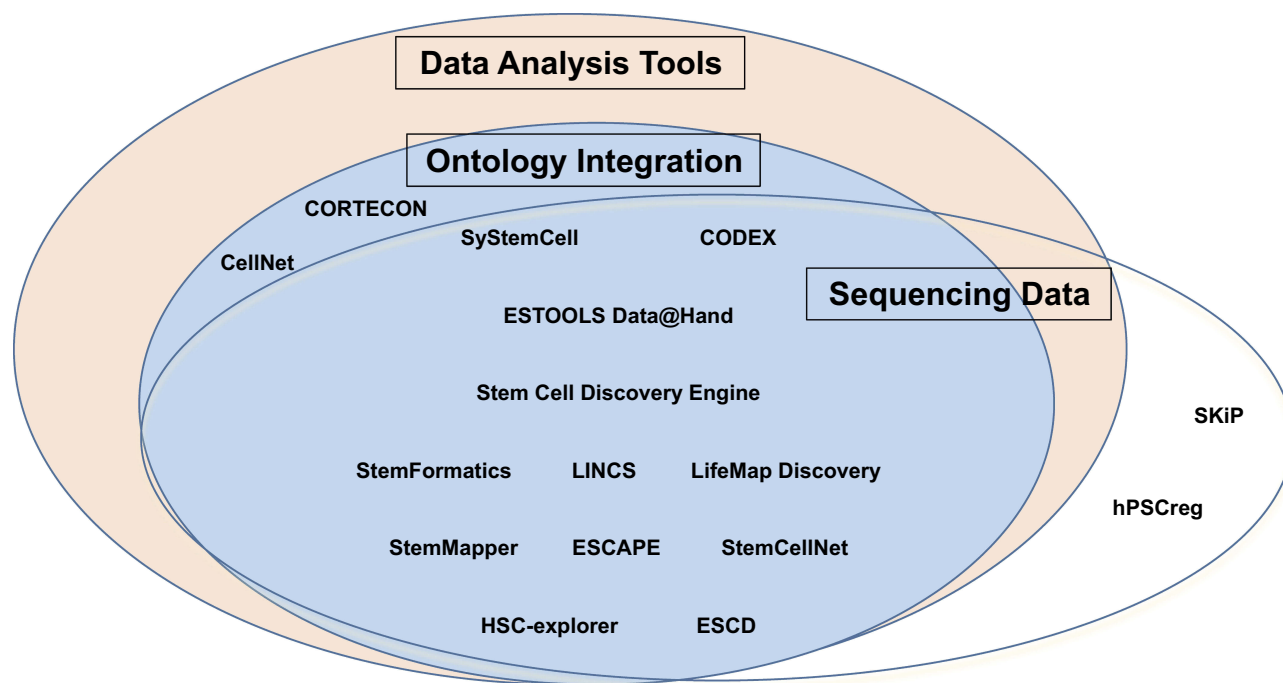 Data Analysis Tools
Ontology Integration
CORTECON
SyStemCell CODEX
CellNet
Sequencing Data
ESTOOLS Data@Hand
Stem Cell Discovery Engine
SKiP
StemFormatics LINCS LifeMap Discovery
hPSCreg
StemMapper ESCAPE StemCellNet
HSC-explorer ESCD